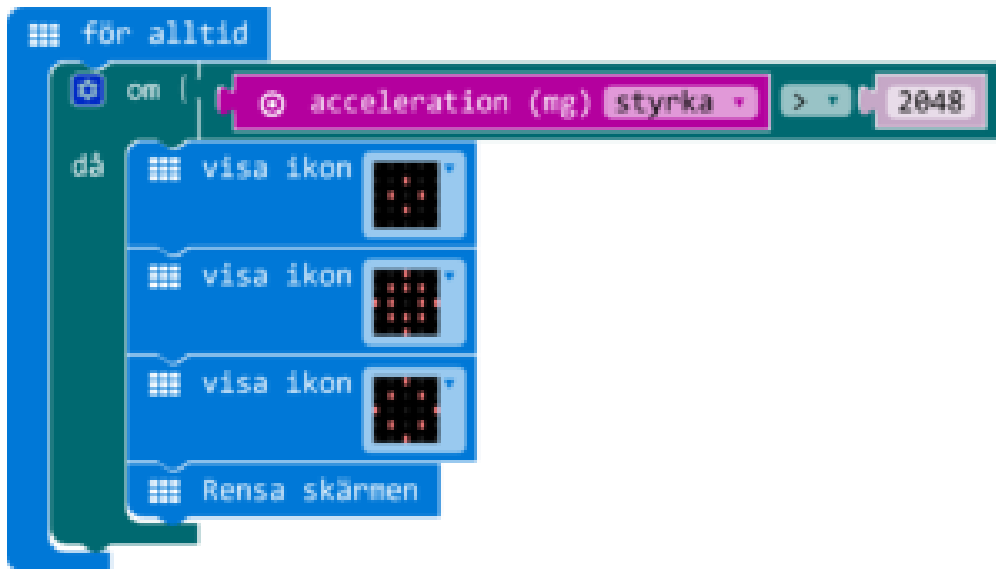 för alltid
om acceleration (mg) styrka > 2048
då visa ikon
visa ikon
visa ikon
Rensa skärmen